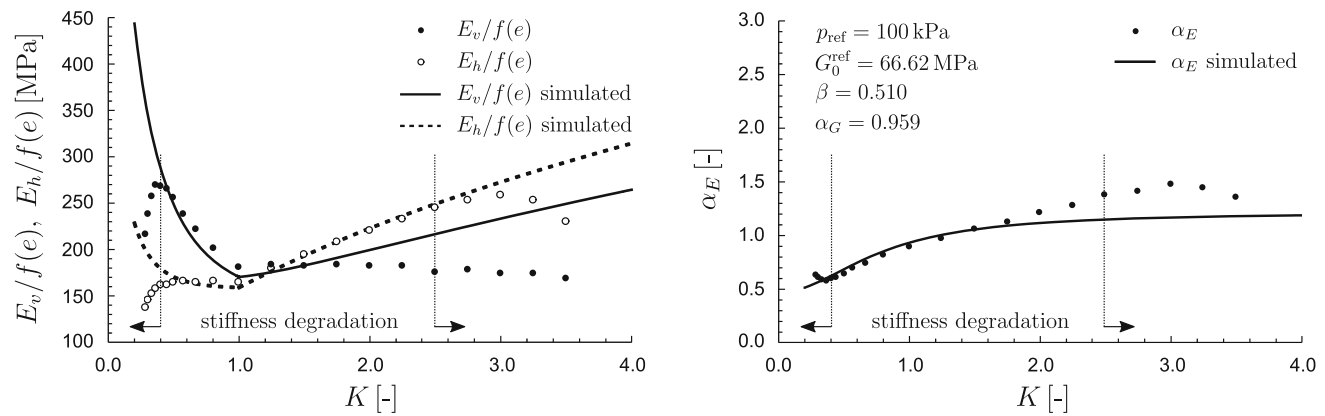 450
400
350
300
250
200
150
100
E_v/f(e), E_h/f(e) [MPa]
E_v/f(e)
E_h/f(e)
E_v/f(e) simulated
E_h/f(e) simulated
stiffness degradation
0.0 1.0 2.0 3.0 4.0
K [-]
3.0
2.5
2.0
1.5
1.0
0.5
0.0
α_E [-]
p_ref = 100 kPa
G_0^ref = 66.62 MPa
β = 0.510
α_G = 0.959
α_E
α_E simulated
stiffness degradation
0.0 1.0 2.0 3.0 4.0
K [-]